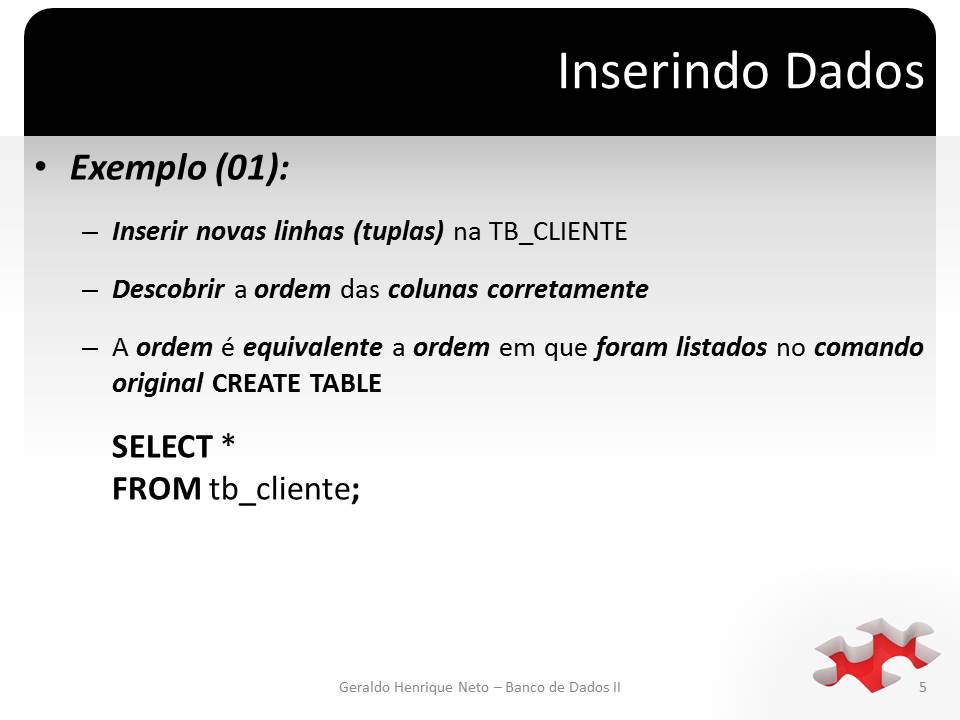 Inserindo Dados
• Exemplo (01):
– Inserir novas linhas (tuplas) na TB_CLIENTE
– Descobrir a ordem das colunas corretamente
– A ordem é equivalente a ordem em que foram listados no comando
original CREATE TABLE
SELECT *
FROM tb_cliente;
Geraldo Henrique Neto – Banco de Dados II
5